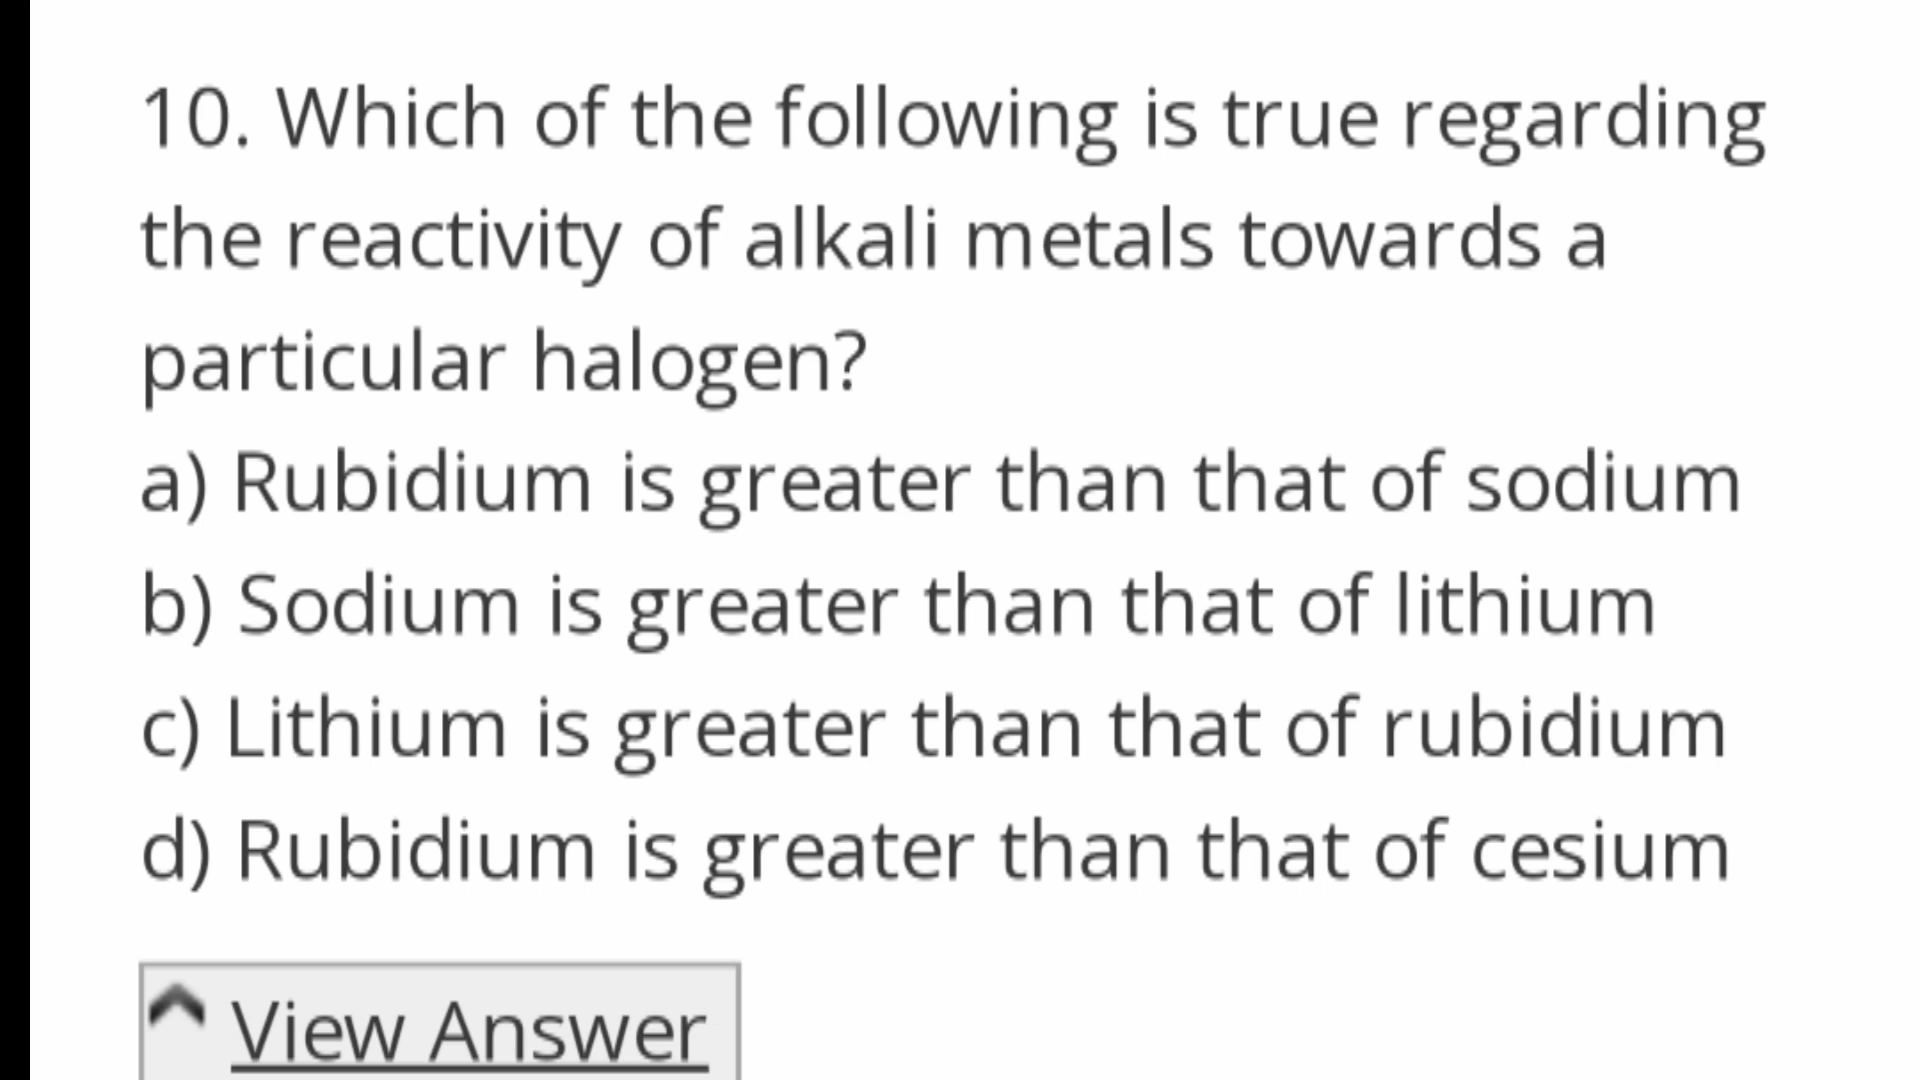 10. Which of the following is true regarding
the reactivity of alkali metals towards a
particular halogen?
a) Rubidium is greater than that of sodium
b) Sodium is greater than that of lithium
c) Lithium is greater than that of rubidium
d) Rubidium is greater than that of cesium
View Answer